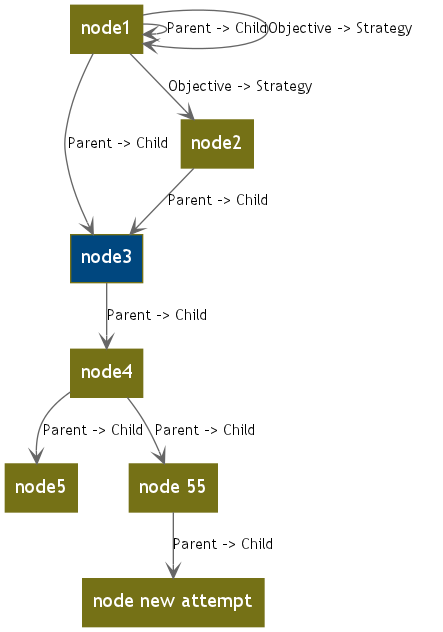 node1
Parent -> Child
Objective -> Strategy
Objective -> Strategy
Parent -> Child
node2
Parent -> Child
node3
Parent -> Child
node4
Parent -> Child
Parent -> Child
node5
node 55
Parent -> Child
node new attempt